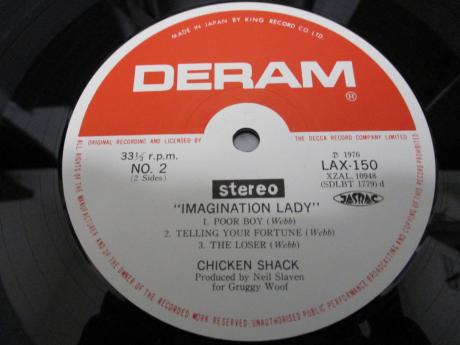 MADE IN JAPAN BY KING RECORD CO. LTD.
DERAM®
ORIGINAL RECORDING AND LICENSED BY THE DECCA RECORD COMPANY LIMITED
33⅓ r.p.m.
NO. 2
(2 Sides)
℗ 1976
LAX-150
XZAL. 10948
(SDLBT 1779) d
JASRAC
stereo
"IMAGINATION LADY"
1. POOR BOY (Webb)
2. TELLING YOUR FORTUNE (Webb)
3. THE LOSER (Webb)
CHICKEN SHACK
Produced by Neil Slaven
for Gruggy Woof
ALL RIGHTS OF THE MANUFACTURER AND OF THE OWNER OF THE RECORDED WORK RESERVED·UNAUTHORISED PUBLIC PERFORMANCE BROADCASTING AND COPYING OF THIS RECORD PROHIBITED